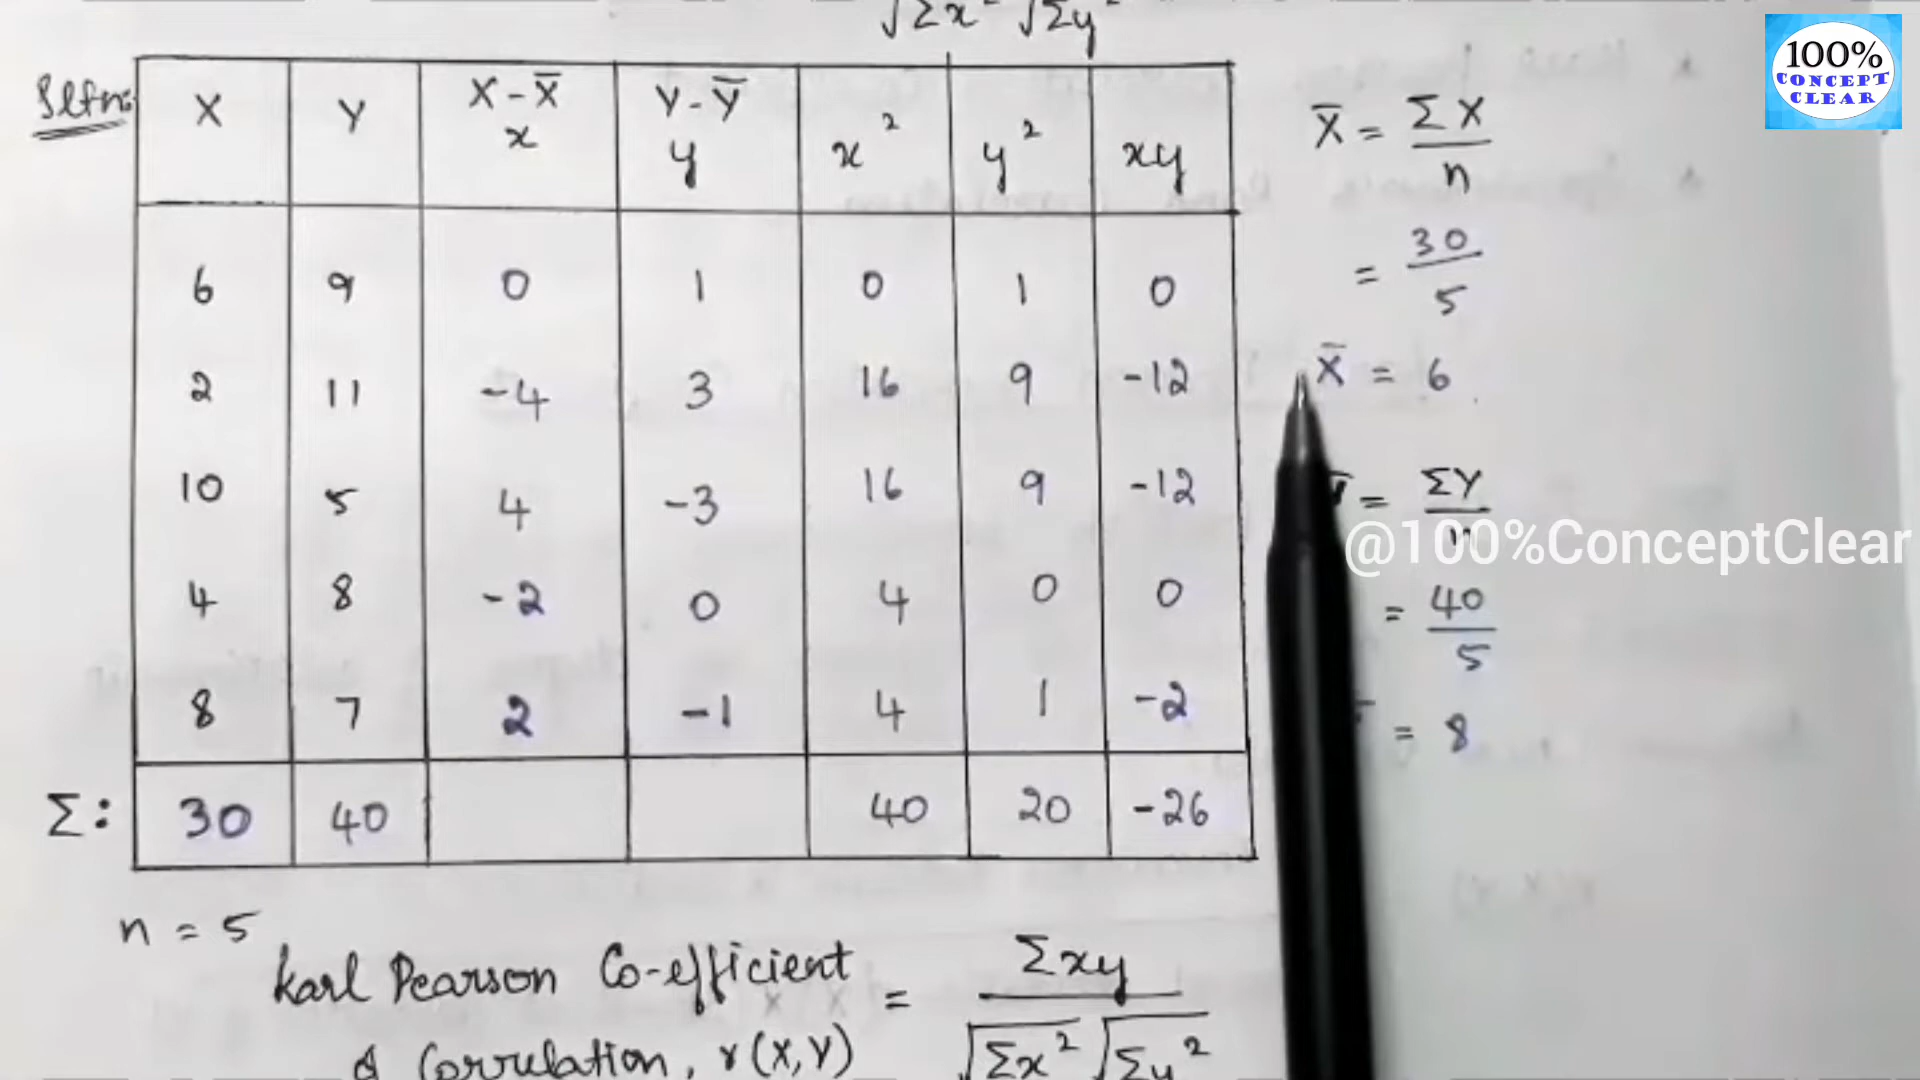 √Σx² √Σy²
100%
CONCEPT
CLEAR
X Y X-X̅ Y-Y̅ x² y² xy
x y
6 9 0 1 0 1 0
2 11 -4 3 16 9 -12
10 5 4 -3 16 9 -12
4 8 -2 0 4 0 0
8 7 2 -1 4 1 -2
Σ: 30 40 40 20 -26
X̅ = ΣX
n
= 30
5
X̅ = 6
= ΣY
n
@100%ConceptClear
= 40
5
= 8
n = 5
Karl Pearson Co-efficient = Σxy
of Correlation, r(X,Y) √Σx² √Σy²